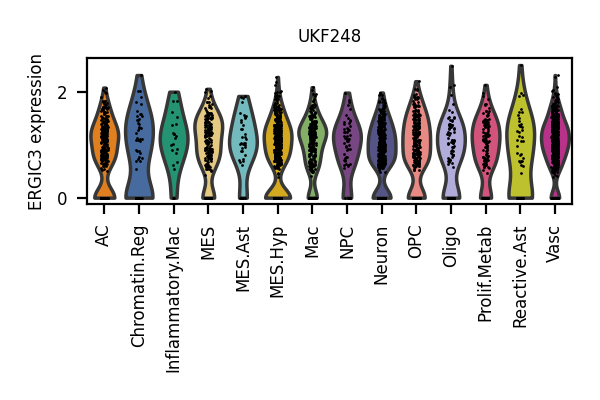 UKF248
ERGIC3 expression
2
0
AC
Chromatin.Reg
Inflammatory.Mac
MES
MES.Ast
MES.Hyp
Mac
NPC
Neuron
OPC
Oligo
Prolif.Metab
Reactive.Ast
Vasc